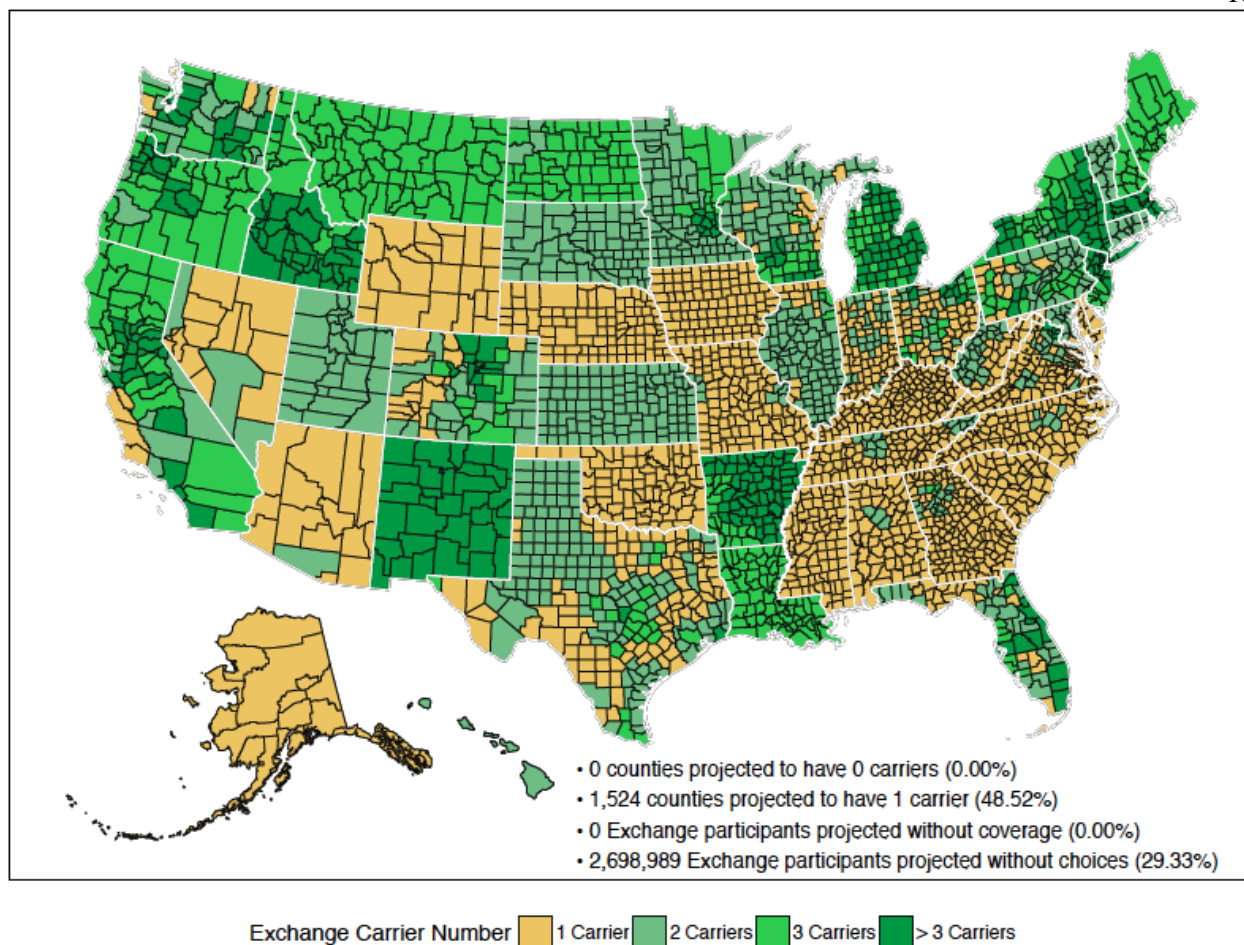 • 0 counties projected to have 0 carriers (0.00%)
• 1,524 counties projected to have 1 carrier (48.52%)
• 0 Exchange participants projected without coverage (0.00%)
• 2,698,989 Exchange participants projected without choices (29.33%)
Exchange Carrier Number 1 Carrier 2 Carriers 3 Carriers > 3 Carriers